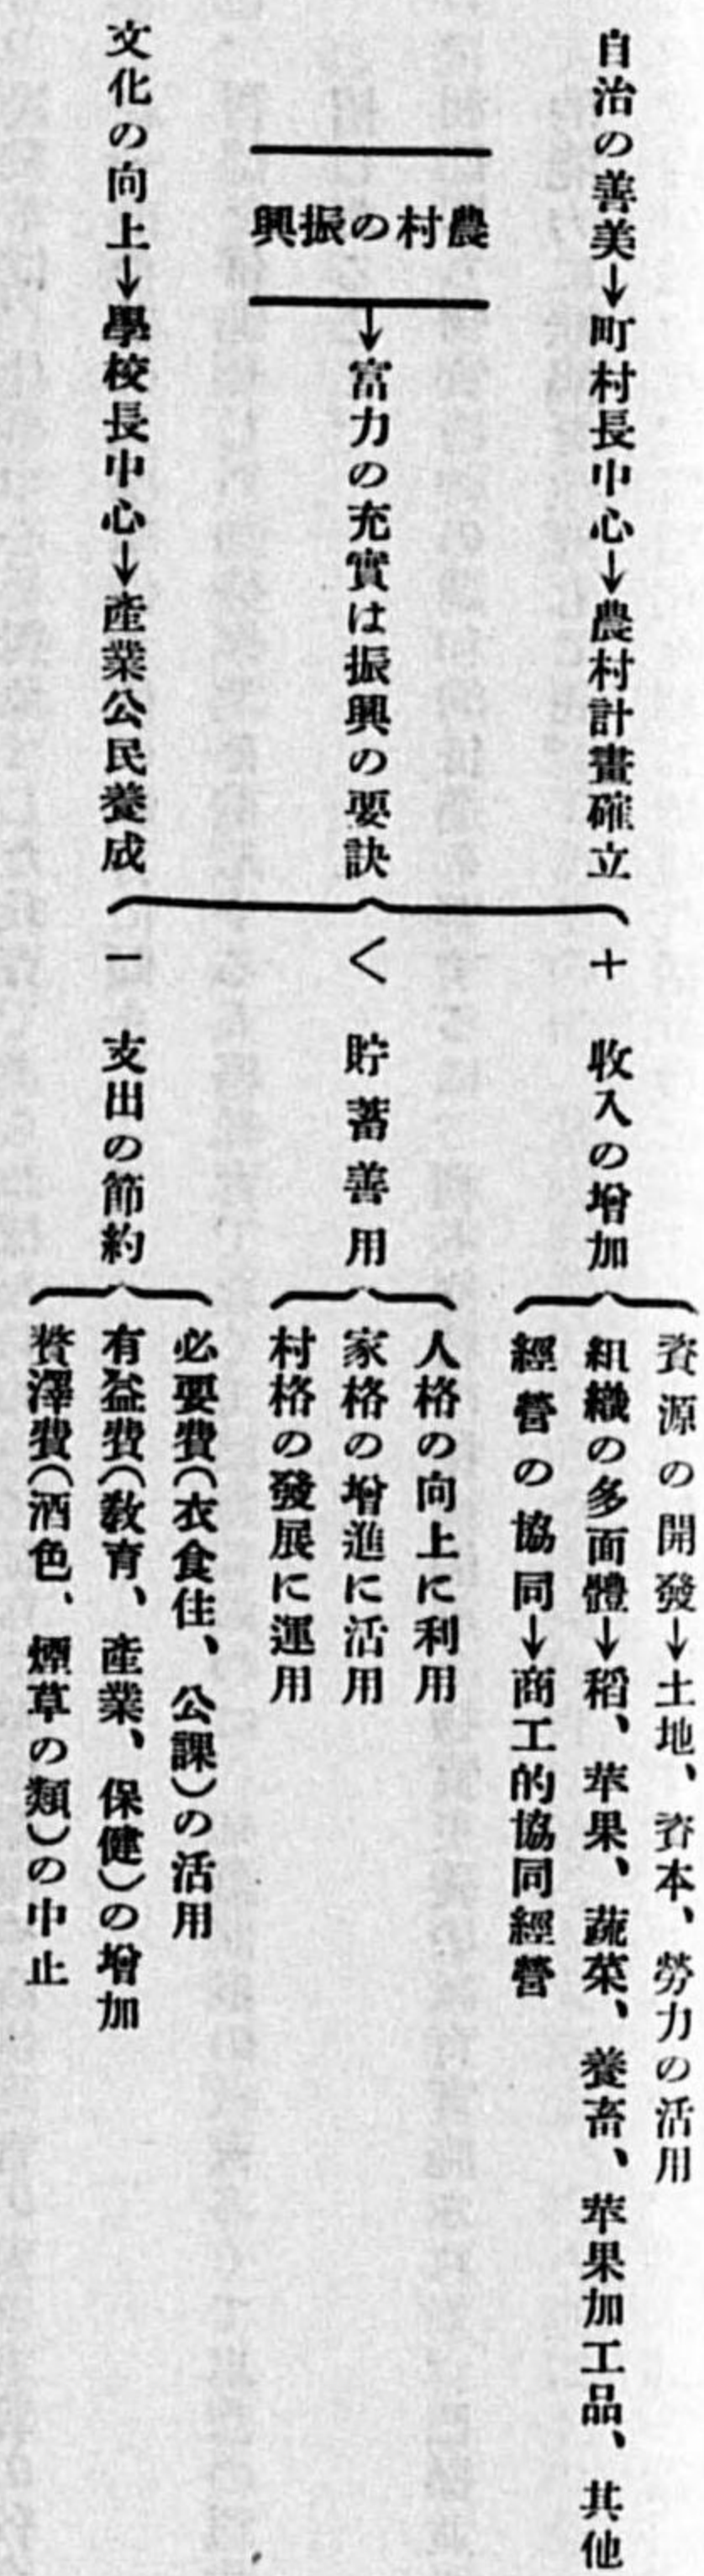 自治の善美→町村長中心→農村計畫確立
農村の振興
→富力の充實は振興の要訣
文化の向上→學校長中心→產業公民養成
＋ 收入の增加
資源の開發→土地、資本、勞力の活用
組織の多面體→稻、苹果、蔬菜、養畜、苹果加工品、其他
經營の協同→商工的協同經營
＜ 貯蓄善用
人格の向上に利用
家格の增進に活用
村格の發展に運用
－ 支出の節約
必要費（衣食住、公課）の活用
有益費（敎育、產業、保健）の增加
贅澤費（酒色、煙草の類）の中止